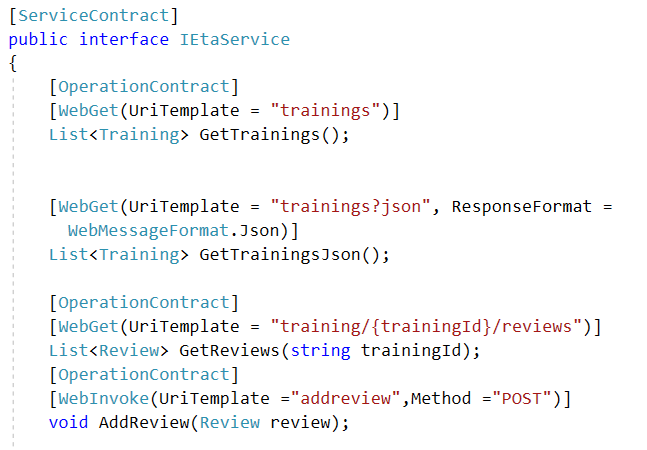 [ServiceContract]
public interface IEtaService
{
[OperationContract]
[WebGet(UriTemplate = "trainings")]
List<Training> GetTrainings();
[WebGet(UriTemplate = "trainings?json", ResponseFormat =
WebMessageFormat.Json)]
List<Training> GetTrainingsJson();
[OperationContract]
[WebGet(UriTemplate = "training/{trainingId}/reviews")]
List<Review> GetReviews(string trainingId);
[OperationContract]
[WebInvoke(UriTemplate ="addreview",Method ="POST")]
void AddReview(Review review);